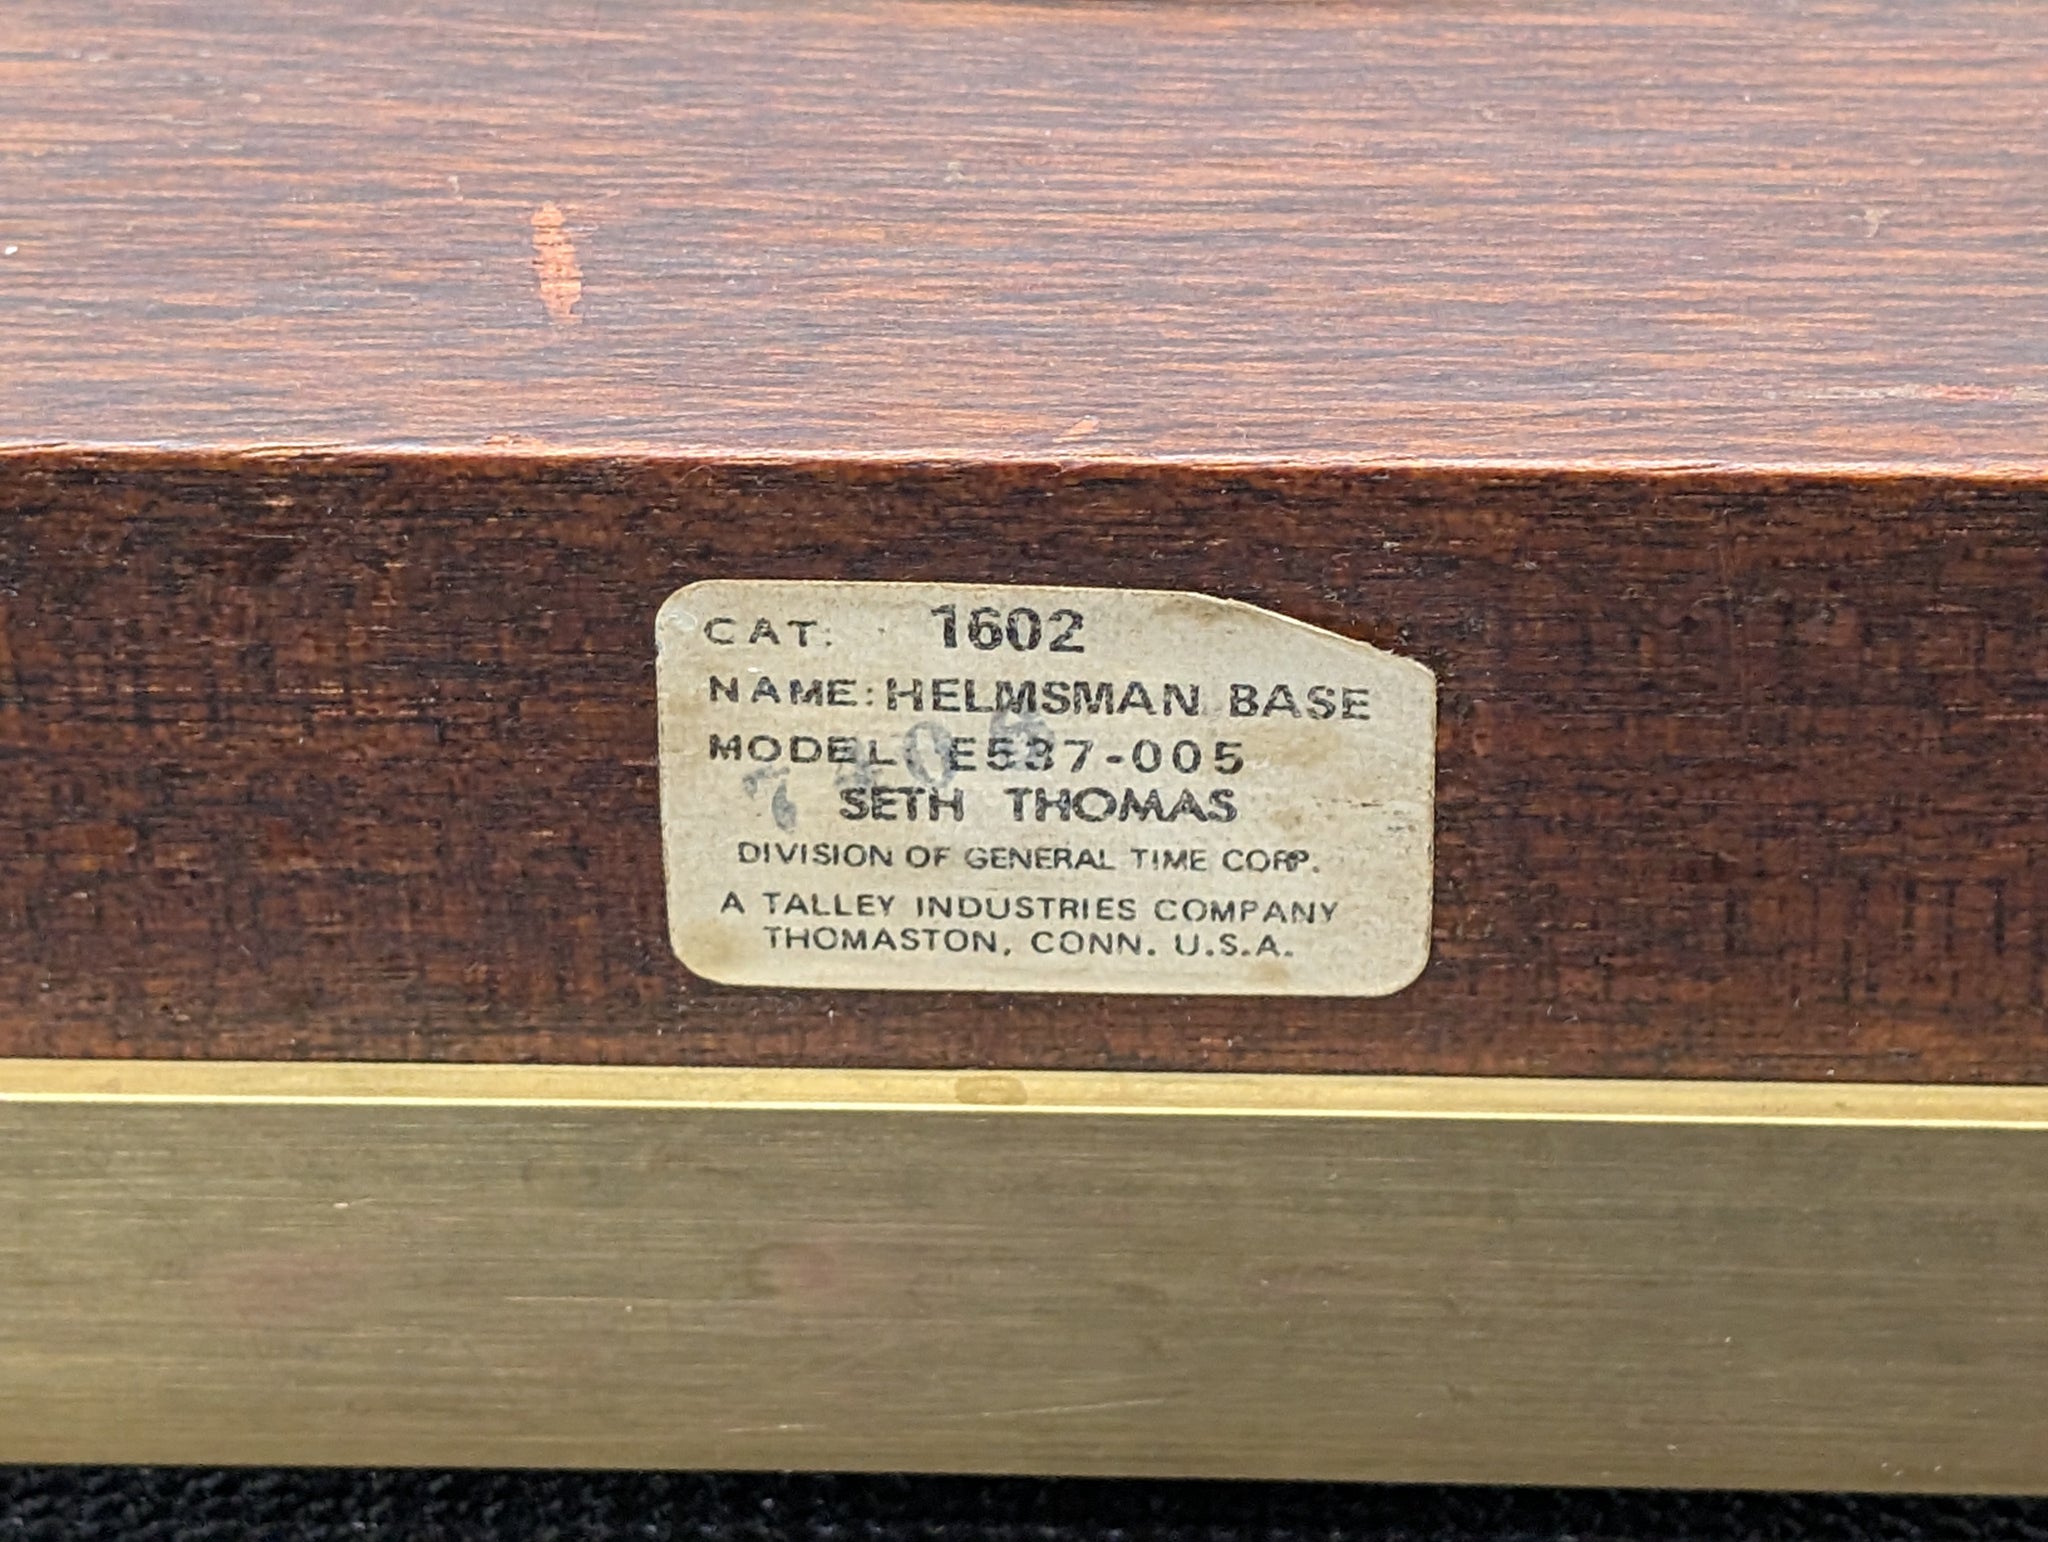 CAT. 1602
NAME: HELMSMAN BASE
MODEL E537-005
SETH THOMAS
DIVISION OF GENERAL TIME CORP.
A TALLEY INDUSTRIES COMPANY
THOMASTON, CONN. U.S.A.